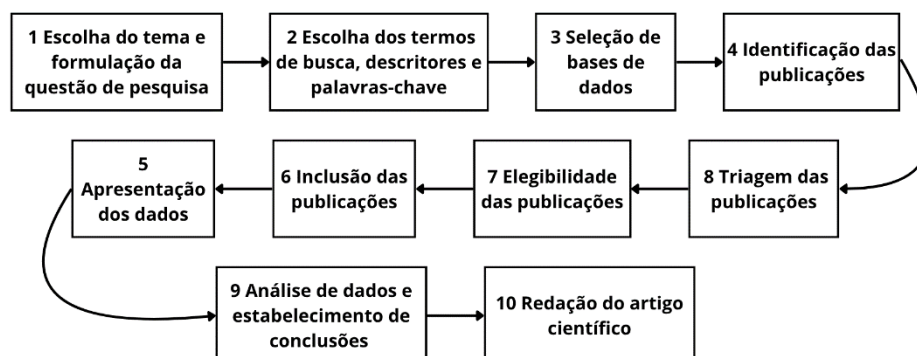 1 Escolha do tema e
formulação da
questão de pesquisa
2 Escolha dos termos
de busca, descritores e
palavras-chave
3 Seleção de
bases de
dados
4 Identificação das
publicações
5
Apresentação
dos dados
6 Inclusão das
publicações
7 Elegibilidade
das publicações
8 Triagem das
publicações
9 Análise de dados e
estabelecimento de
conclusões
10 Redação do artigo
científico